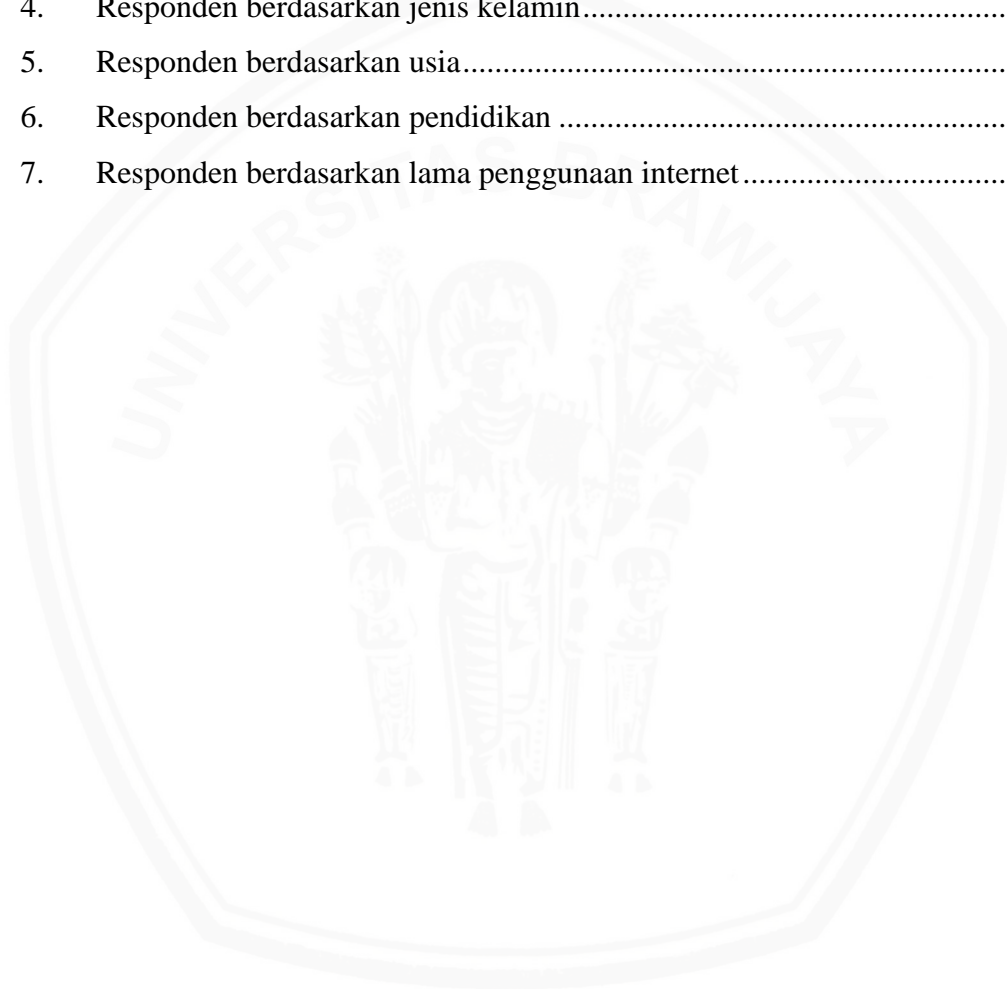 4. Responden berdasarkan jenis kelamin........................................................
5. Responden berdasarkan usia.....................................................................
6. Responden berdasarkan pendidikan .........................................................
7. Responden berdasarkan lama penggunaan internet..................................
UNIVERSITAS BRAWIJAYA